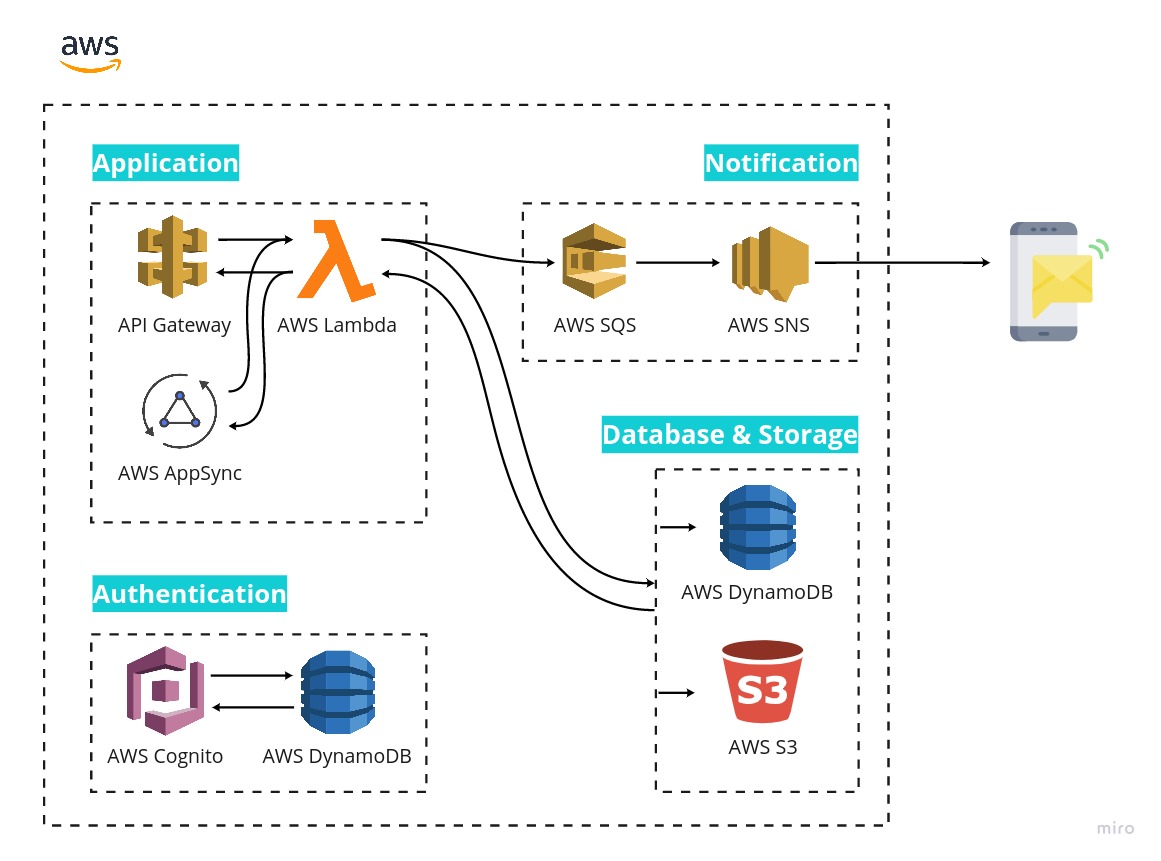 aws
Application
Notification
API Gateway
AWS Lambda
AWS SQS
AWS SNS
AWS AppSync
Database & Storage
AWS DynamoDB
Authentication
S3
AWS S3
AWS Cognito
AWS DynamoDB
miro